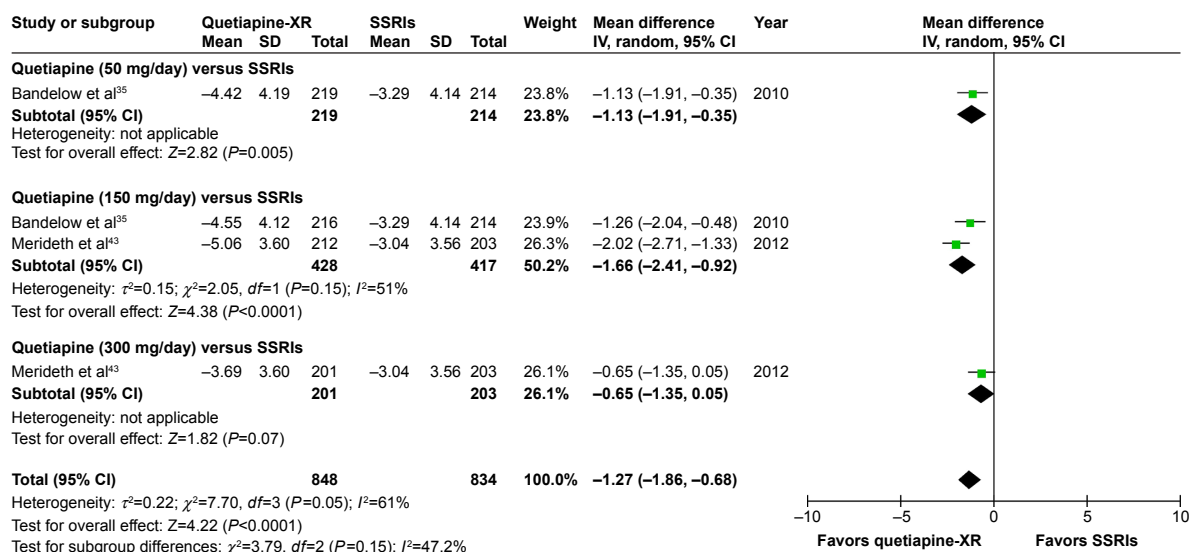 Study or subgroup Quetiapine-XR SSRIs Weight Mean difference Year Mean difference
Mean SD Total Mean SD Total IV, random, 95% CI IV, random, 95% CI
Quetiapine (50 mg/day) versus SSRIs
Bandelow et al³⁵ –4.42 4.19 219 –3.29 4.14 214 23.8% –1.13 (–1.91, –0.35) 2010
Subtotal (95% CI) 219 214 23.8% –1.13 (–1.91, –0.35)
Heterogeneity: not applicable
Test for overall effect: Z=2.82 (P=0.005)
Quetiapine (150 mg/day) versus SSRIs
Bandelow et al³⁵ –4.55 4.12 216 –3.29 4.14 214 23.9% –1.26 (–2.04, –0.48) 2010
Merideth et al⁴³ –5.06 3.60 212 –3.04 3.56 203 26.3% –2.02 (–2.71, –1.33) 2012
Subtotal (95% CI) 428 417 50.2% –1.66 (–2.41, –0.92)
Heterogeneity: τ²=0.15; χ²=2.05, df=1 (P=0.15); I²=51%
Test for overall effect: Z=4.38 (P<0.0001)
Quetiapine (300 mg/day) versus SSRIs
Merideth et al⁴³ –3.69 3.60 201 –3.04 3.56 203 26.1% –0.65 (–1.35, 0.05) 2012
Subtotal (95% CI) 201 203 26.1% –0.65 (–1.35, 0.05)
Heterogeneity: not applicable
Test for overall effect: Z=1.82 (P=0.07)
Total (95% CI) 848 834 100.0% –1.27 (–1.86, –0.68)
Heterogeneity: τ²=0.22; χ²=7.70, df=3 (P=0.05); I²=61%
Test for overall effect: Z=4.22 (P<0.0001)
Test for subgroup differences: χ²=3.79, df=2 (P=0.15); I²=47.2%
–10 –5 0 5 10
Favors quetiapine-XR Favors SSRIs